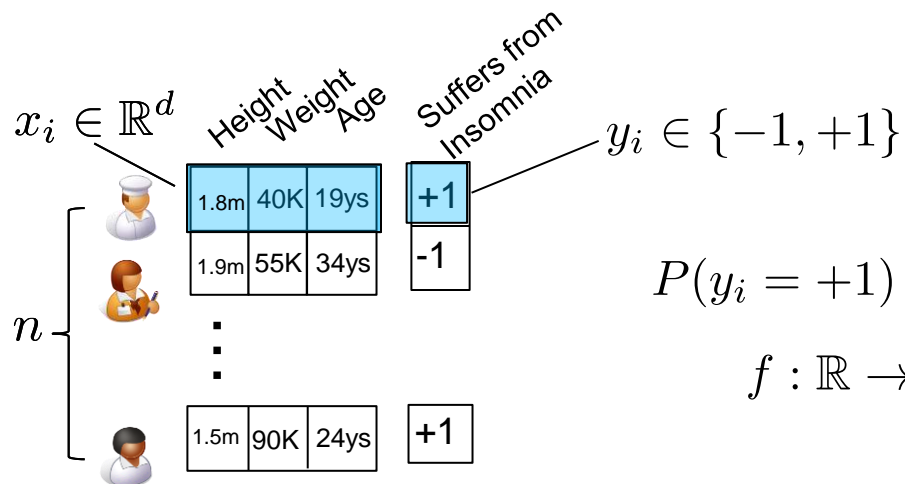 Height Weight Age
Suffers from
Insomnia
x_i ∈ ℝ^d
y_i ∈ {−1, +1}
1.8m 40K 19ys +1
1.9m 55K 34ys -1
P(y_i = +1)
n
⋮
f : ℝ →
1.5m 90K 24ys +1